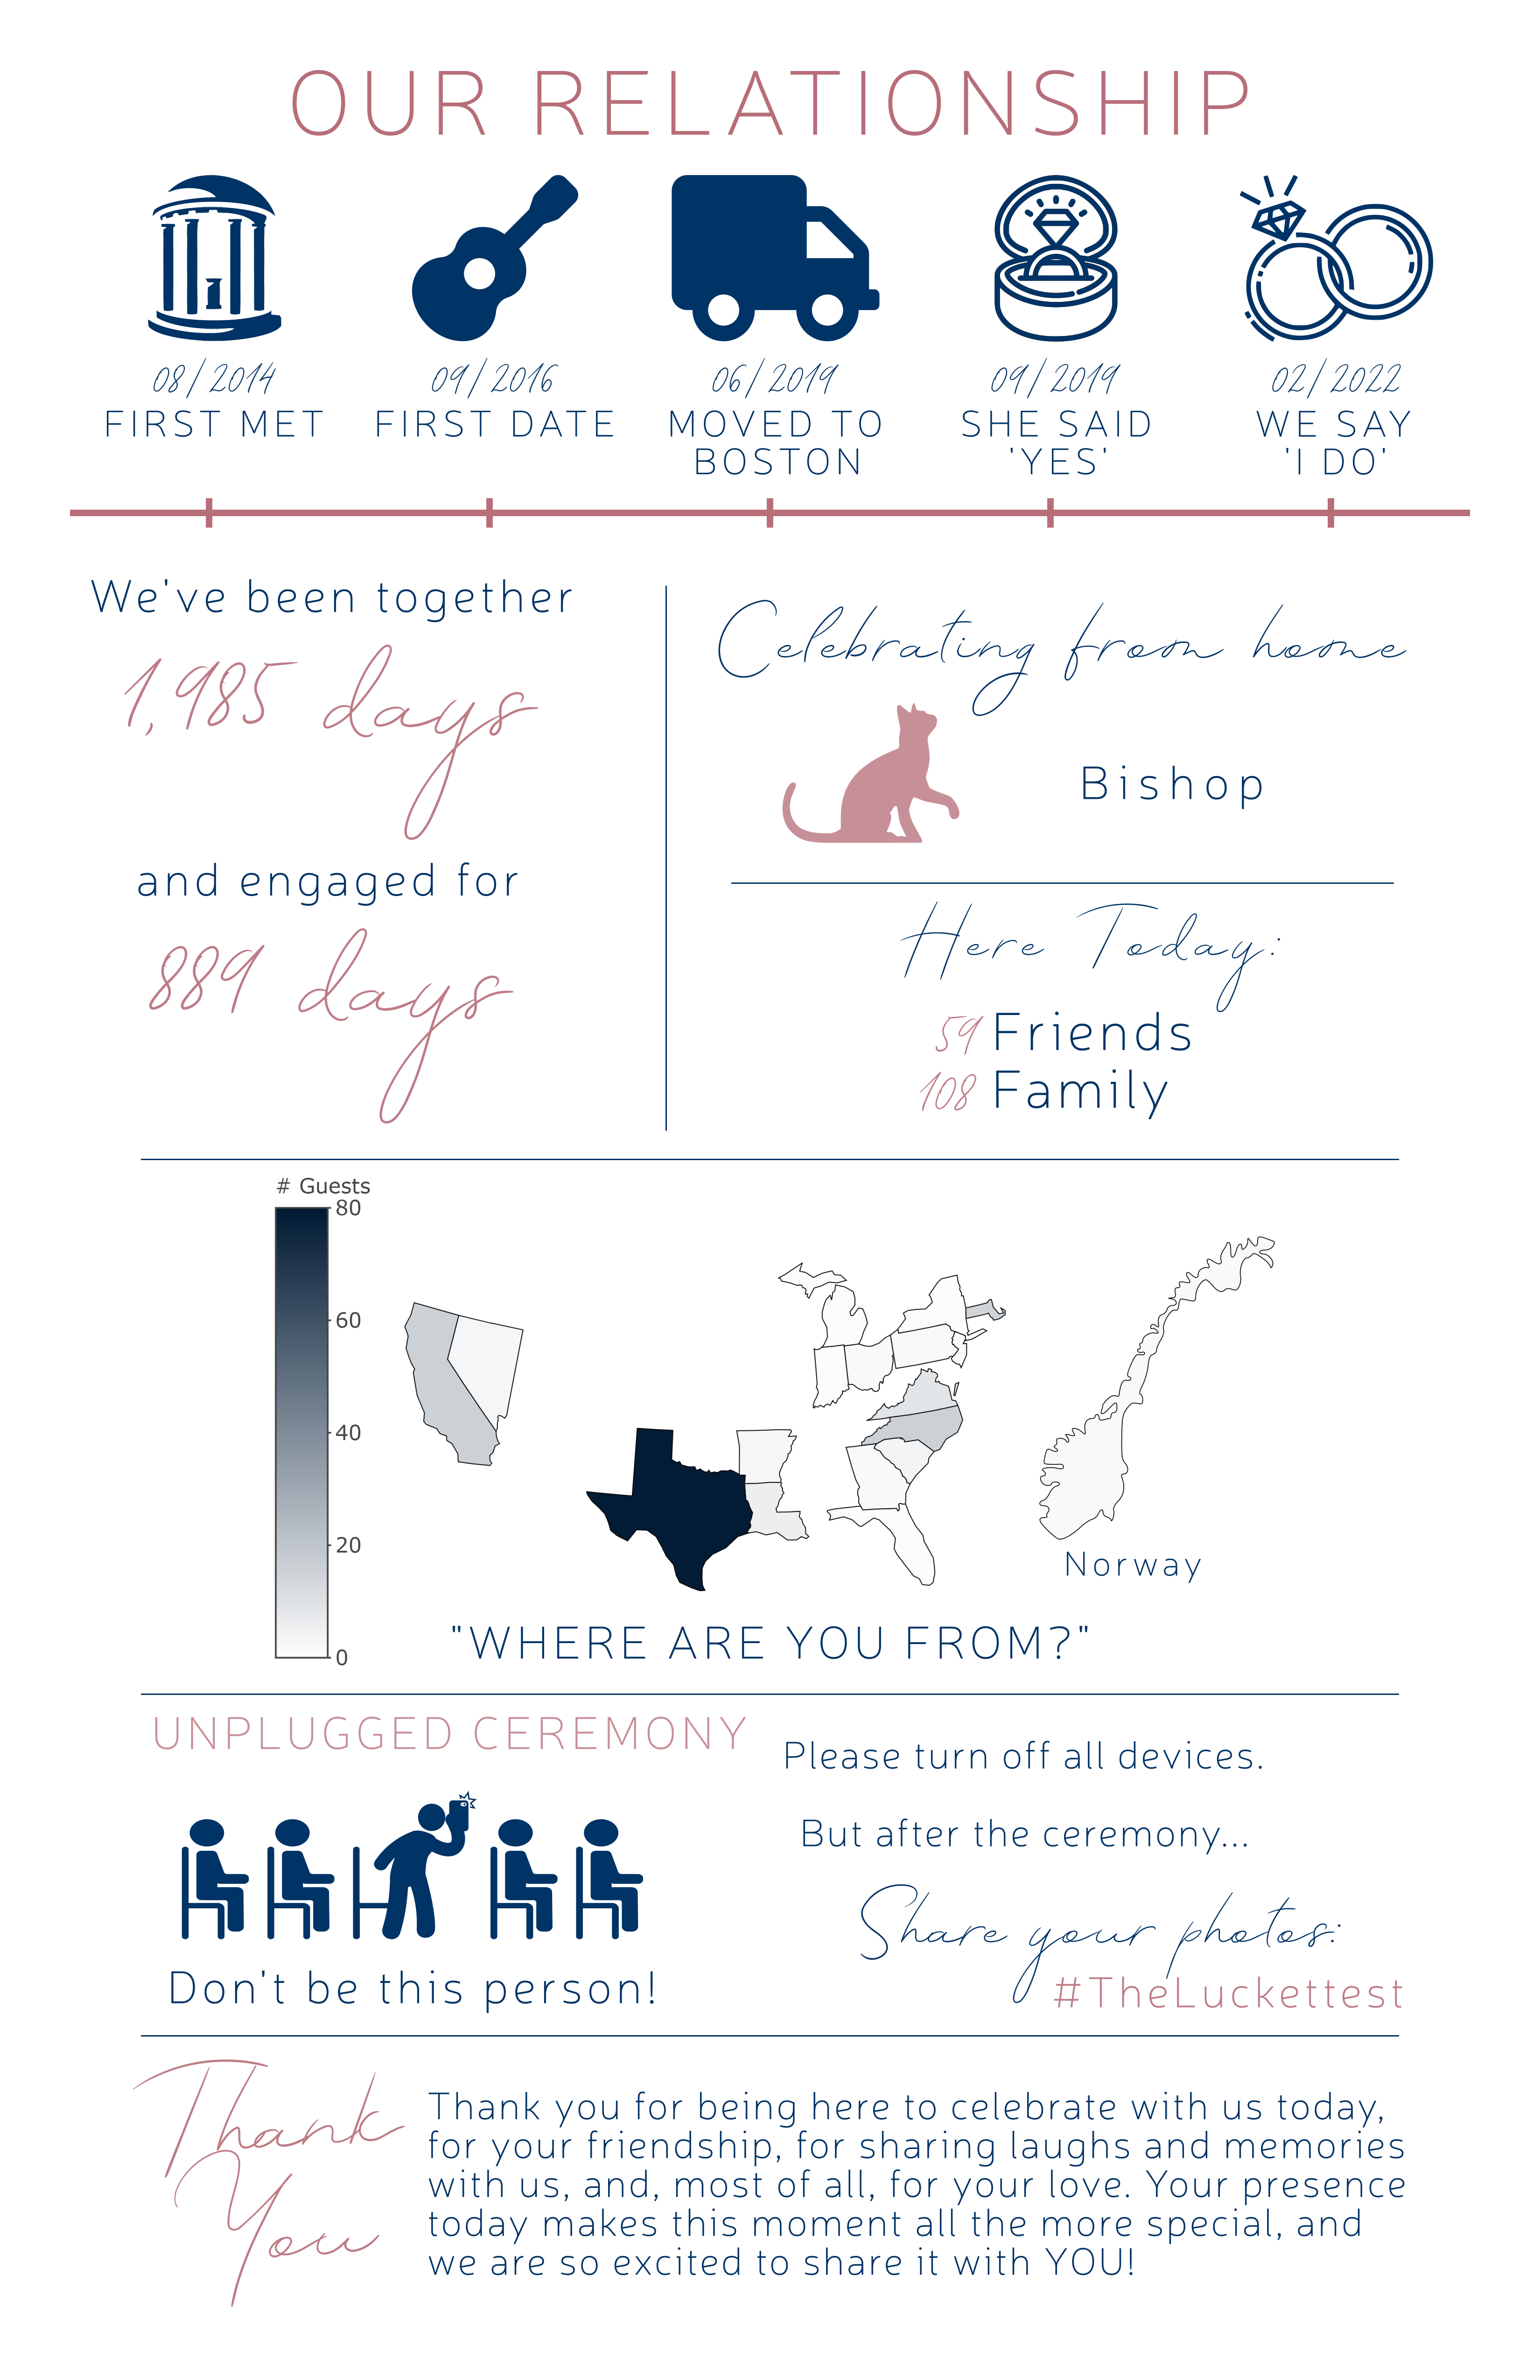 OUR RELATIONSHIP
08/2014
FIRST MET
09/2016
FIRST DATE
06/2019
MOVED TO
BOSTON
09/2019
SHE SAID
'YES'
02/2022
WE SAY
'I DO'
We've been together
1,985 days
and engaged for
889 days
Celebrating from home
Bishop
Here Today:
59 Friends
108 Family
# Guests
80
60
40
20
0
Norway
"WHERE ARE YOU FROM?"
UNPLUGGED CEREMONY
Don't be this person!
Please turn off all devices.
But after the ceremony...
Share your photos:
#TheLuckettest
Thank
You
Thank you for being here to celebrate with us today,
for your friendship, for sharing laughs and memories
with us, and, most of all, for your love. Your presence
today makes this moment all the more special, and
we are so excited to share it with YOU!